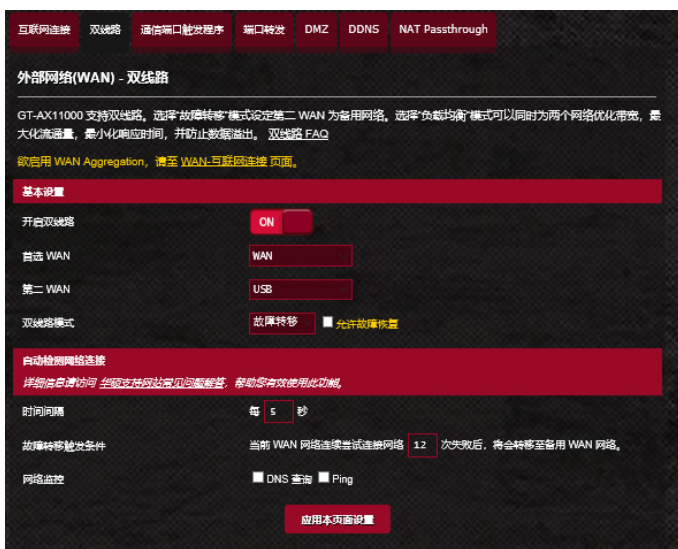 互联网连接 双线路 通信端口触发程序 端口转发 DMZ DDNS NAT Passthrough
外部网络(WAN) - 双线路
GT-AX11000 支持双线路。选择“故障转移”模式设定第二 WAN 为备用网络。选择“负载均衡”模式可以同时为两个网络优化带宽，最
大化流通量，最小化响应时间，并防止数据溢出。 双线路 FAQ
欲启用 WAN Aggregation，请至 WAN-互联网连接 页面。
基本设置
开启双线路 ON
首选 WAN WAN
第二 WAN USB
双线路模式 故障转移 允许故障恢复
自动检测网络连接
详细信息请访问 华硕支持网站常见问题解答，帮助您有效使用此功能。
时间间隔 每 5 秒
故障转移触发条件 当前 WAN 网络连续尝试连接网络 12 次失败后，将会转移至备用 WAN 网络。
网络监控 DNS 查询 Ping
应用本页面设置